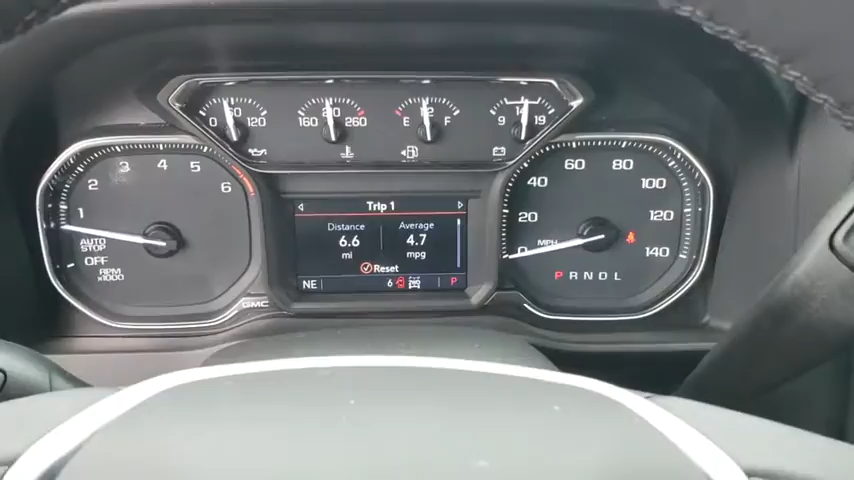 0 60 120
160 210 260
E 1/2 F
9 14 19
1 2 3 4 5 6
AUTO
STOP
OFF
RPM
x1000
GMC
Trip 1
Distance
6.6
mi
Average
4.7
mpg
Reset
NE
6
P
0 20 40 60 80 100 120 140
MPH
P R N D L